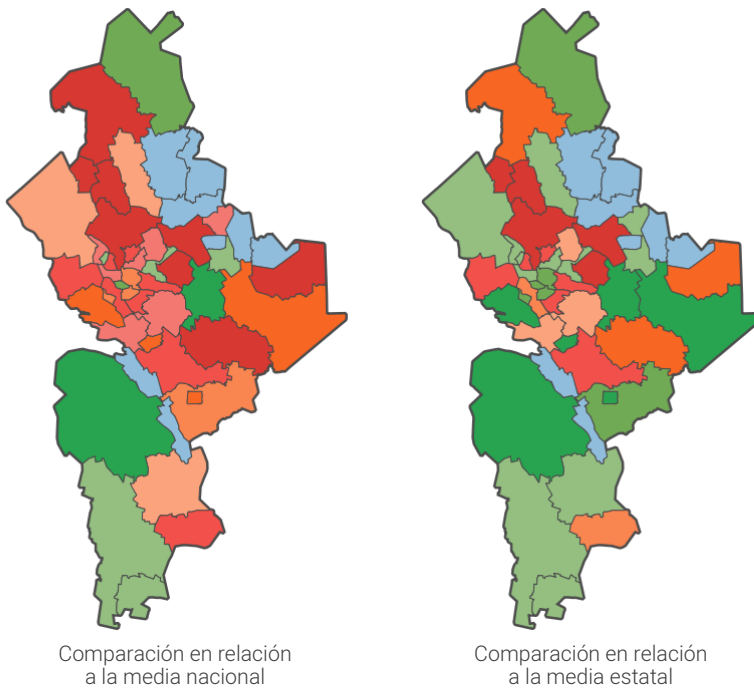 Comparación en relación
a la media nacional
Comparación en relación
a la media estatal